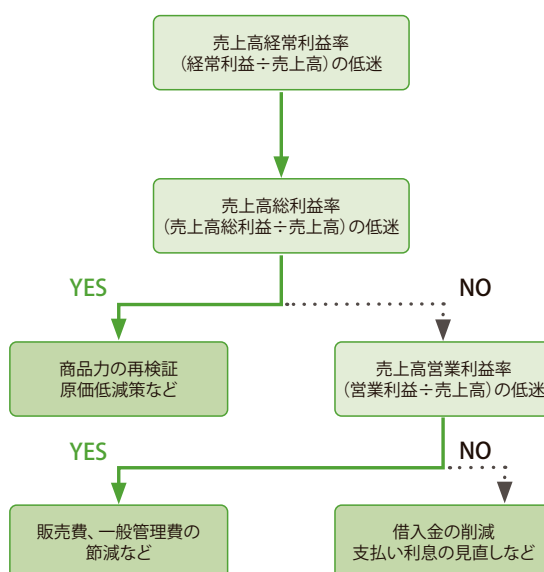 売上高経常利益率
(経常利益÷売上高)の低迷
売上高総利益率
(売上高総利益÷売上高)の低迷
YES
NO
商品力の再検証
原価低減策など
売上高営業利益率
(営業利益÷売上高)の低迷
YES
NO
販売費、一般管理費の
節減など
借入金の削減
支払い利息の見直しなど